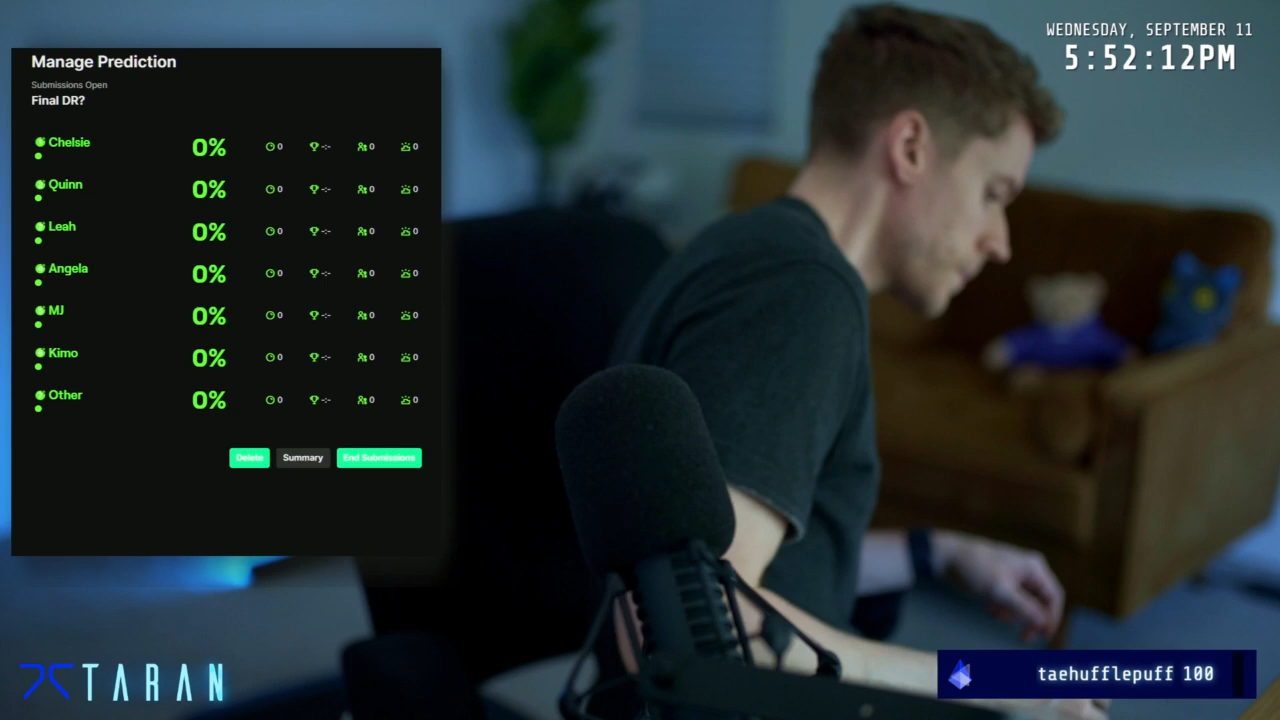 WEDNESDAY, SEPTEMBER 11
5:52:12PM
Manage Prediction
Submissions Open
Final DR?
Chelsie 0% 0 -:- 0 0
Quinn 0% 0 -:- 0 0
Leah 0% 0 -:- 0 0
Angela 0% 0 -:- 0 0
MJ 0% 0 -:- 0 0
Kimo 0% 0 -:- 0 0
Other 0% 0 -:- 0 0
Delete Summary End Submissions
TARAN
taehufflepuff 100